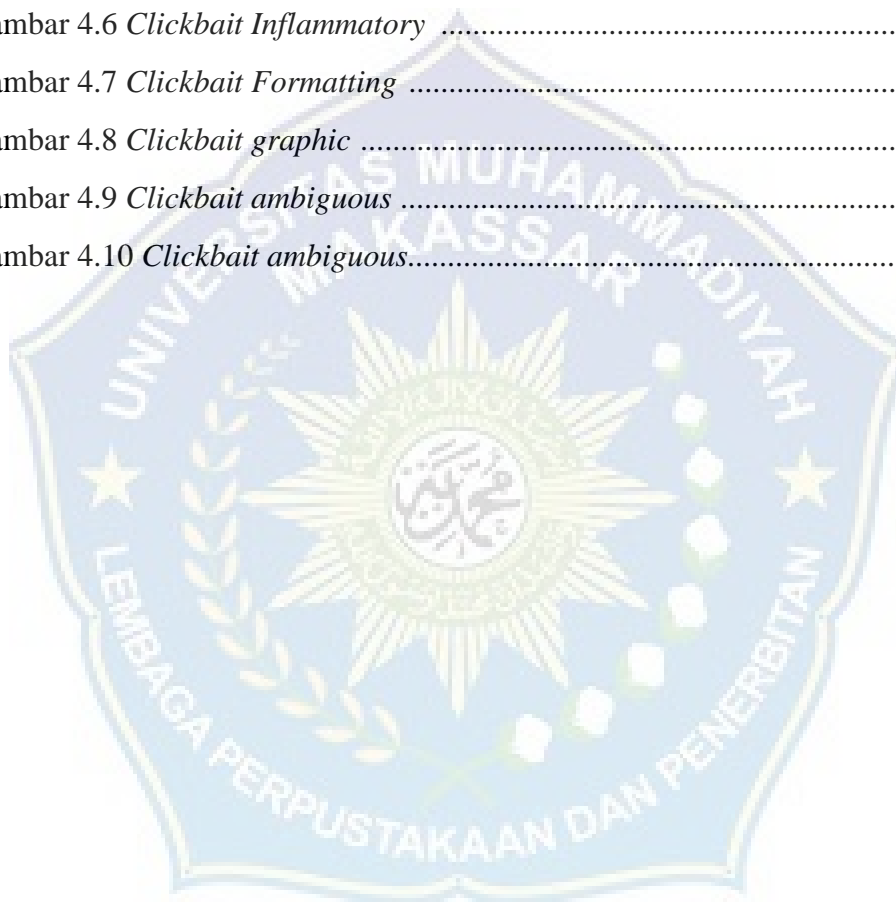 ambar 4.6 Clickbait Inflammatory ........................................................................
ambar 4.7 Clickbait Formatting ............................................................................
ambar 4.8 Clickbait graphic ...................................................................................
ambar 4.9 Clickbait ambiguous .............................................................................
ambar 4.10 Clickbait ambiguous............................................................................
UNIVERSITAS MUHAMMADIYAH
MAKASSAR
LEMBAGA PERPUSTAKAAN DAN PENERBITAN